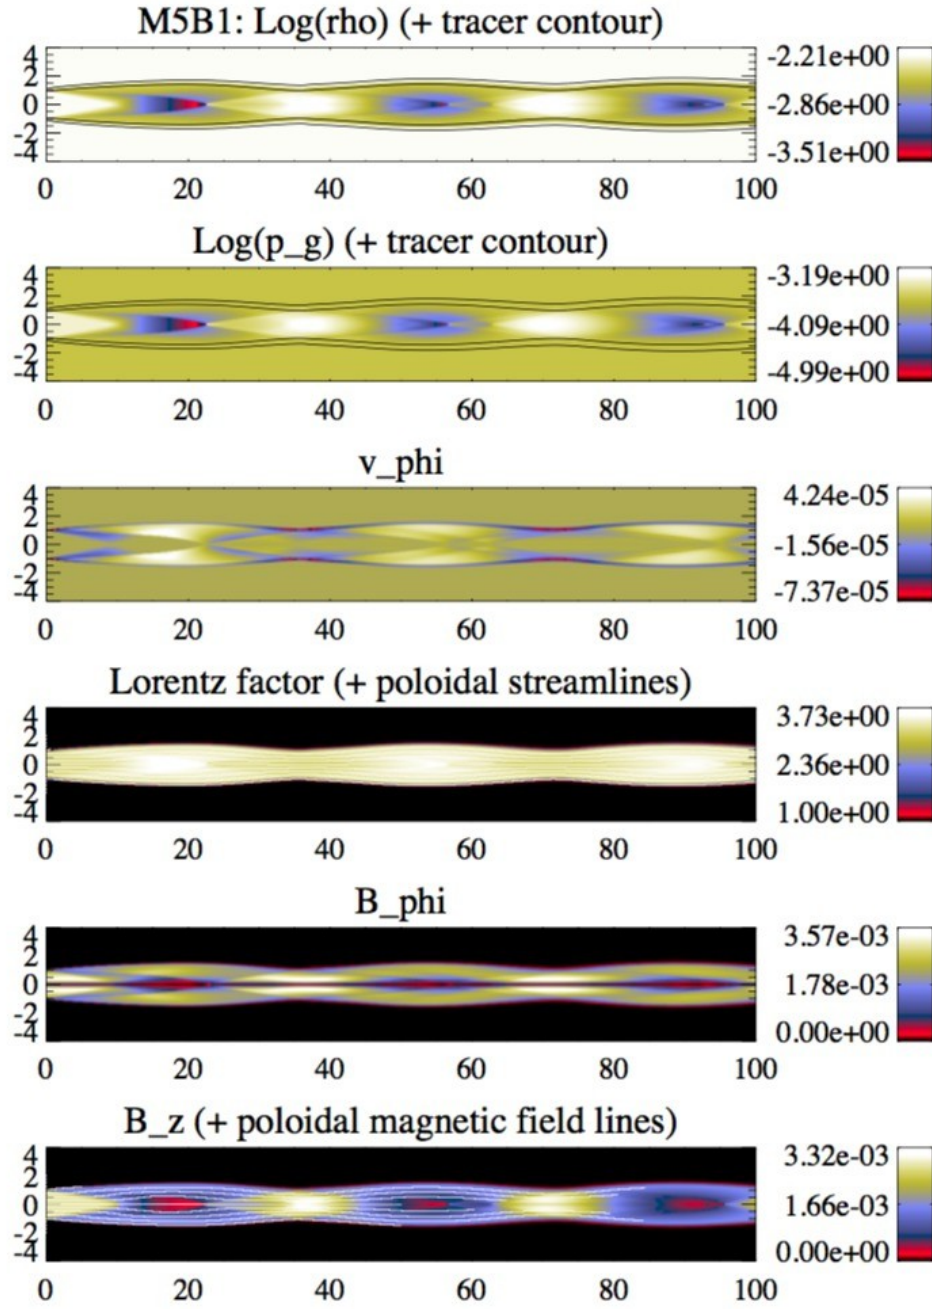 M5B1: Log(rho) (+ tracer contour)
4
2
0
-2
-4
-2.21e+00
-2.86e+00
-3.51e+00
0 20 40 60 80 100
Log(p_g) (+ tracer contour)
4
2
0
-2
-4
-3.19e+00
-4.09e+00
-4.99e+00
0 20 40 60 80 100
v_phi
4
2
0
-2
-4
4.24e-05
-1.56e-05
-7.37e-05
0 20 40 60 80 100
Lorentz factor (+ poloidal streamlines)
4
2
0
-2
-4
3.73e+00
2.36e+00
1.00e+00
0 20 40 60 80 100
B_phi
4
2
0
-2
-4
3.57e-03
1.78e-03
0.00e+00
0 20 40 60 80 100
B_z (+ poloidal magnetic field lines)
4
2
0
-2
-4
3.32e-03
1.66e-03
0.00e+00
0 20 40 60 80 100